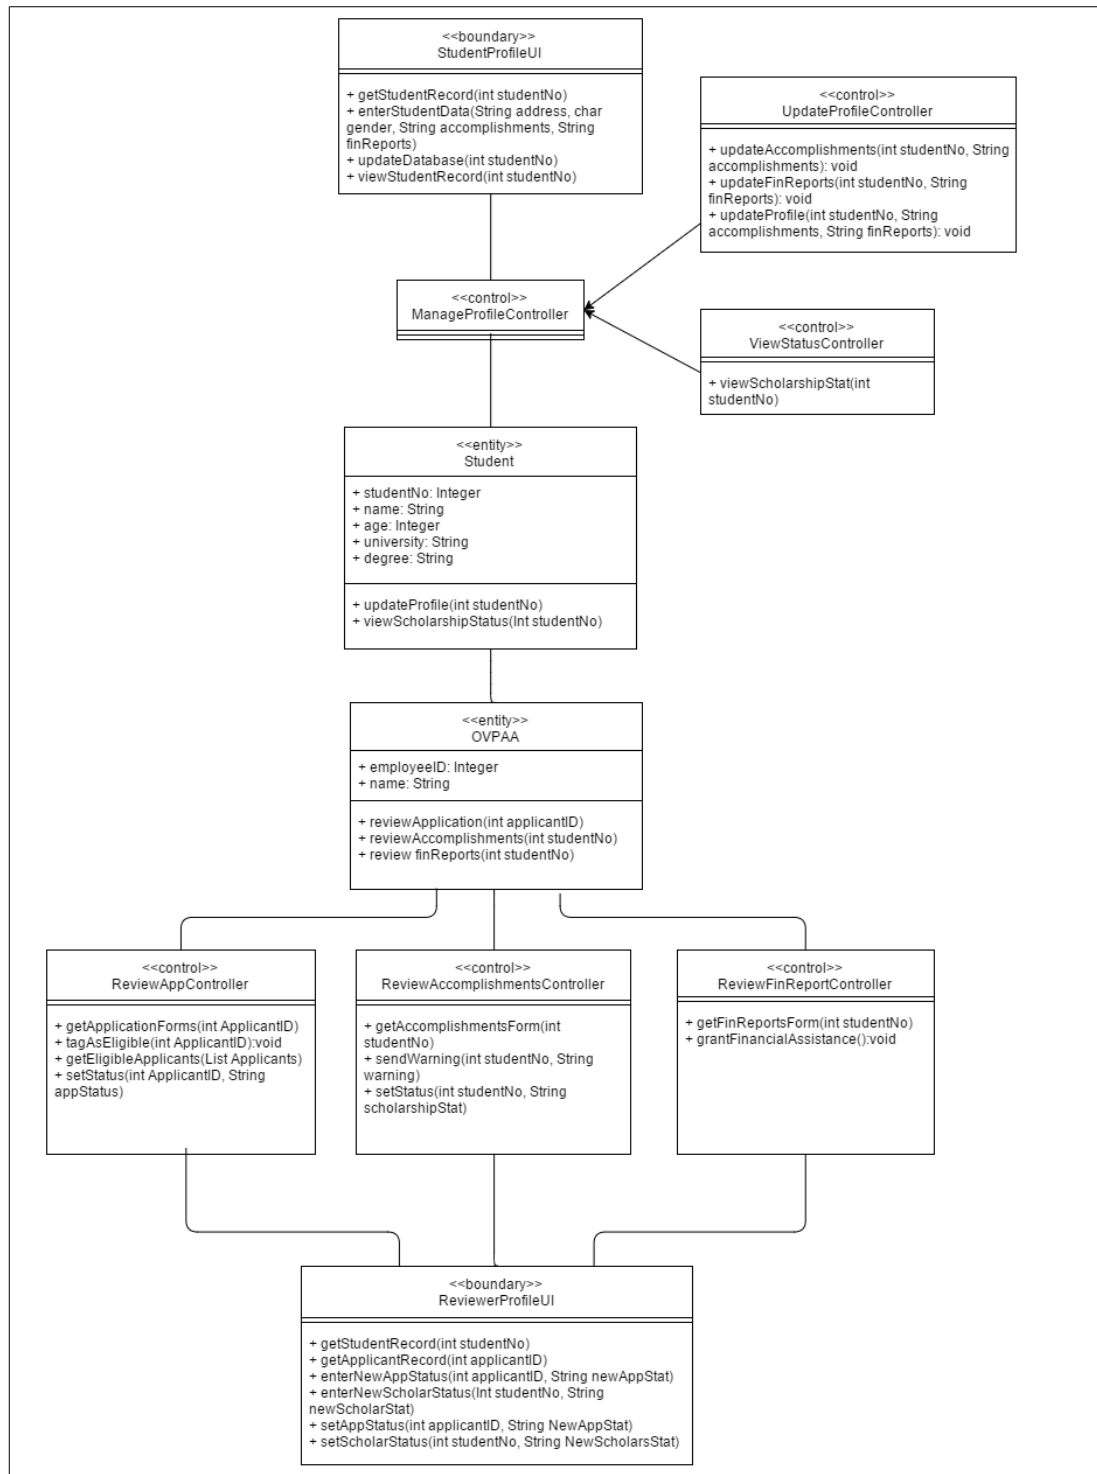 <<boundary>>
StudentProfileUI
+ getStudentRecord(int studentNo)
+ enterStudentData(String address, char
gender, String accomplishments, String
finReports)
+ updateDatabase(int studentNo)
+ viewStudentRecord(int studentNo)
<<control>>
UpdateProfileController
+ updateAccomplishments(int studentNo, String
accomplishments): void
+ updateFinReports(int studentNo, String
finReports): void
+ updateProfile(int studentNo, String
accomplishments, String finReports): void
<<control>>
ManageProfileController
<<control>>
ViewStatusController
+ viewScholarshipStat(int
studentNo)
<<entity>>
Student
+ studentNo: Integer
+ name: String
+ age: Integer
+ university: String
+ degree: String
+ updateProfile(int studentNo)
+ viewScholarshipStatus(Int studentNo)
<<entity>>
OVPAA
+ employeeID: Integer
+ name: String
+ reviewApplication(int applicantID)
+ reviewAccomplishments(int studentNo)
+ review finReports(int studentNo)
<<control>>
ReviewAppController
+ getApplicationForms(int ApplicantID)
+ tagAsEligible(int ApplicantID):void
+ getEligibleApplicants(List Applicants)
+ setStatus(int ApplicantID, String
appStatus)
<<control>>
ReviewAccomplishmentsController
+ getAccomplishmentsForm(int
studentNo)
+ sendWarning(int studentNo, String
warning)
+ setStatus(int studentNo, String
scholarshipStat)
<<control>>
ReviewFinReportController
+ getFinReportsForm(int studentNo)
+ grantFinancialAssistance():void
<<boundary>>
ReviewerProfileUI
+ getStudentRecord(int studentNo)
+ getApplicantRecord(int applicantID)
+ enterNewAppStatus(int applicantID, String newAppStat)
+ enterNewScholarStatus(Int studentNo, String
newScholarStat)
+ setAppStatus(int applicantID, String NewAppStat)
+ setScholarStatus(int studentNo, String NewScholarsStat)